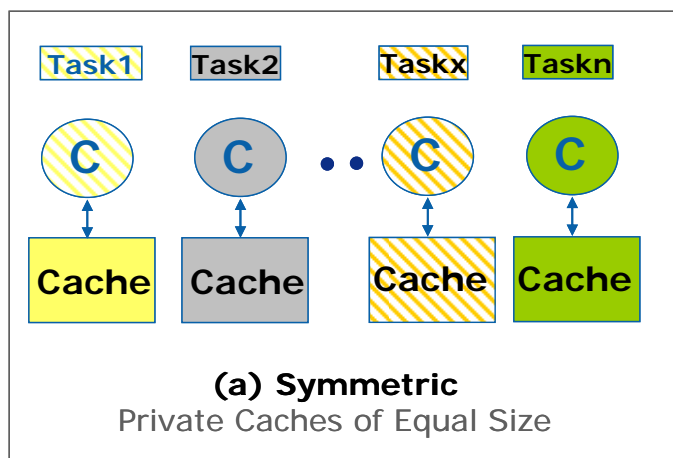 Task1 Task2 Taskx Taskn
C C C C
Cache Cache Cache Cache
(a) Symmetric
Private Caches of Equal Size